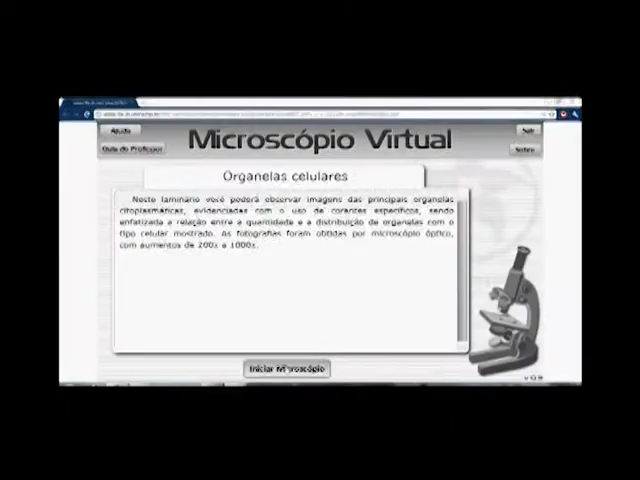 Ajuda
Microscópio Virtual
Sair
Guia do Professor
Sobre
Organelas celulares
Neste laminário você poderá observar imagens das principais organelas
citoplasmáticas, evidenciadas com o uso de corantes específicos, sendo
enfatizada a relação entre a quantidade e a distribuição de organelas com o
tipo celular mostrado. As fotografias foram obtidas por microscópio óptico,
com aumentos de 200x a 1000x.
Iniciar Microscópio